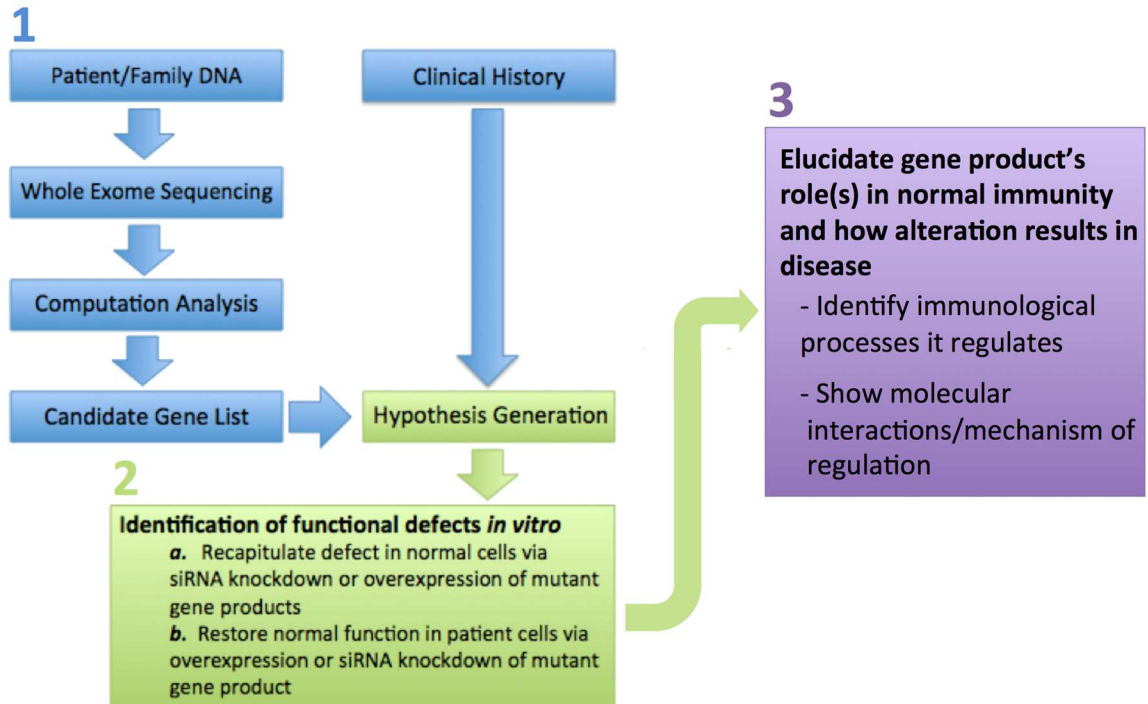 1
Patient/Family DNA
Clinical History
Whole Exome Sequencing
Computation Analysis
Candidate Gene List
Hypothesis Generation
2
Identification of functional defects in vitro
a. Recapitulate defect in normal cells via
siRNA knockdown or overexpression of mutant
gene products
b. Restore normal function in patient cells via
overexpression or siRNA knockdown of mutant
gene product
3
Elucidate gene product's
role(s) in normal immunity
and how alteration results in
disease
- Identify immunological
processes it regulates
- Show molecular
interactions/mechanism of
regulation